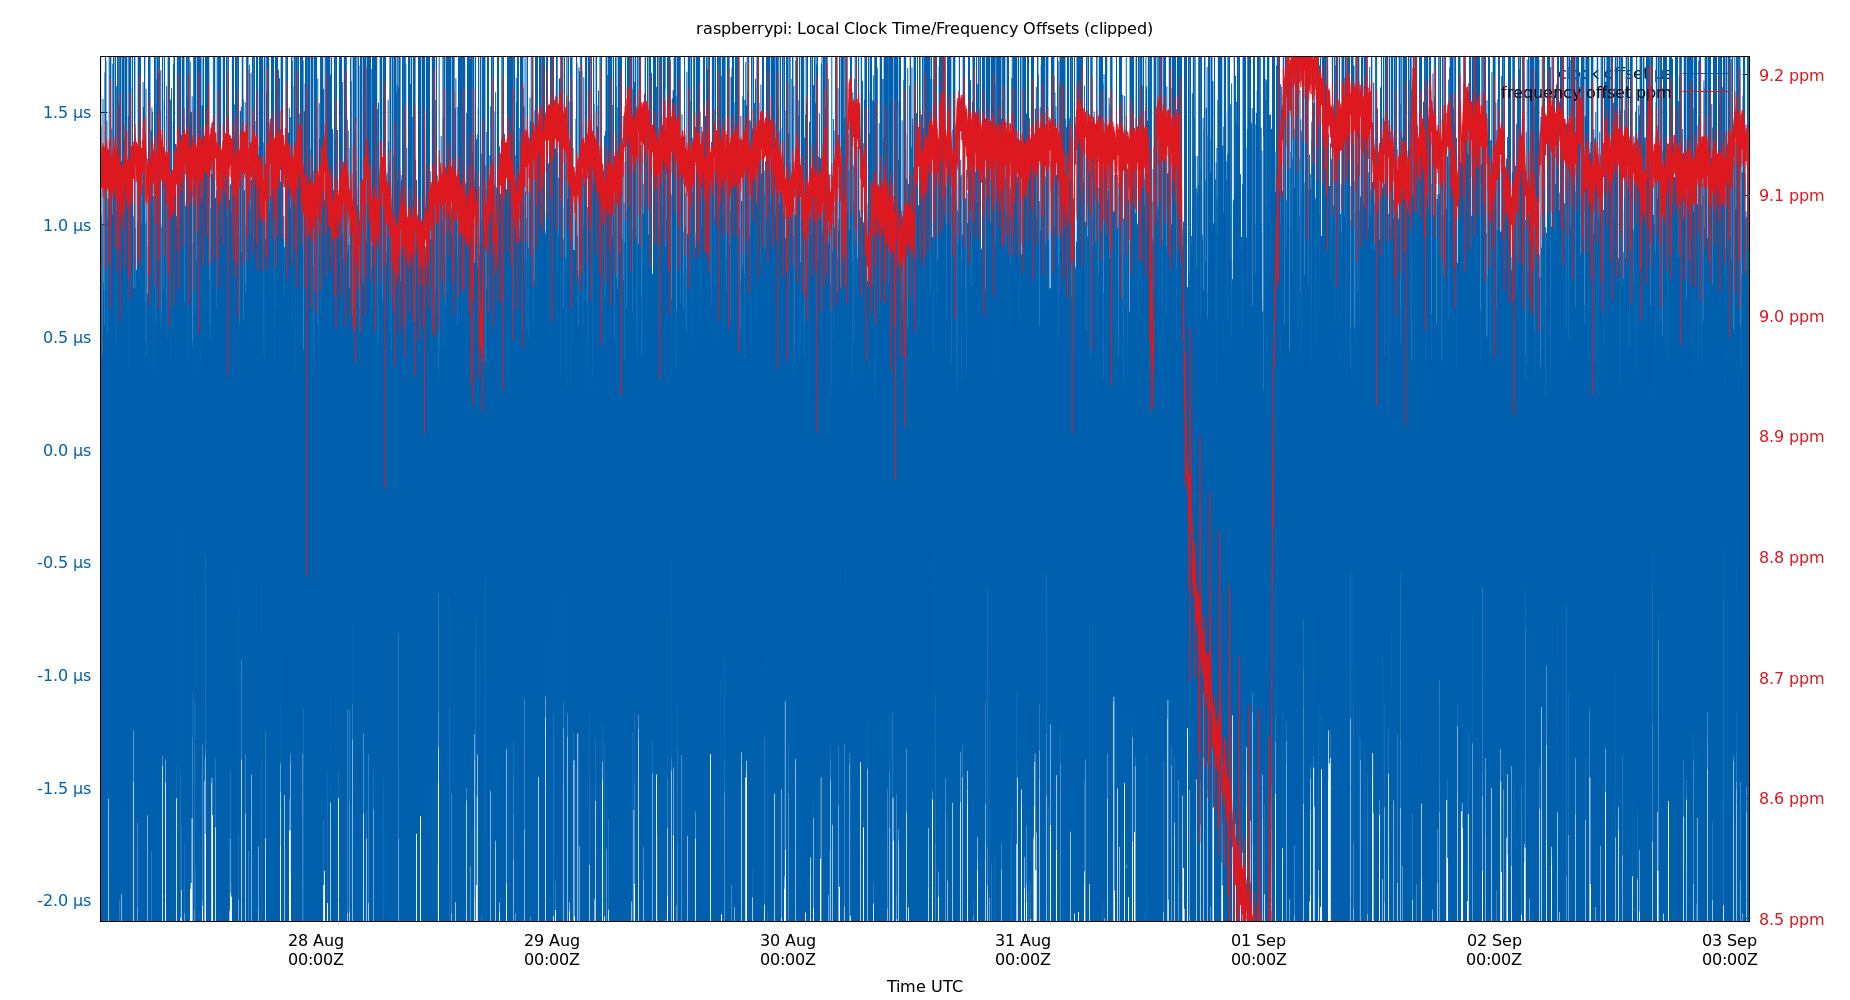 raspberrypi: Local Clock Time/Frequency Offsets (clipped)
clock offset µs
frequency offset ppm
1.5 µs
1.0 µs
0.5 µs
0.0 µs
-0.5 µs
-1.0 µs
-1.5 µs
-2.0 µs
9.2 ppm
9.1 ppm
9.0 ppm
8.9 ppm
8.8 ppm
8.7 ppm
8.6 ppm
8.5 ppm
28 Aug 29 Aug 30 Aug 31 Aug 01 Sep 02 Sep 03 Sep
00:00Z 00:00Z 00:00Z 00:00Z 00:00Z 00:00Z 00:00Z
Time UTC